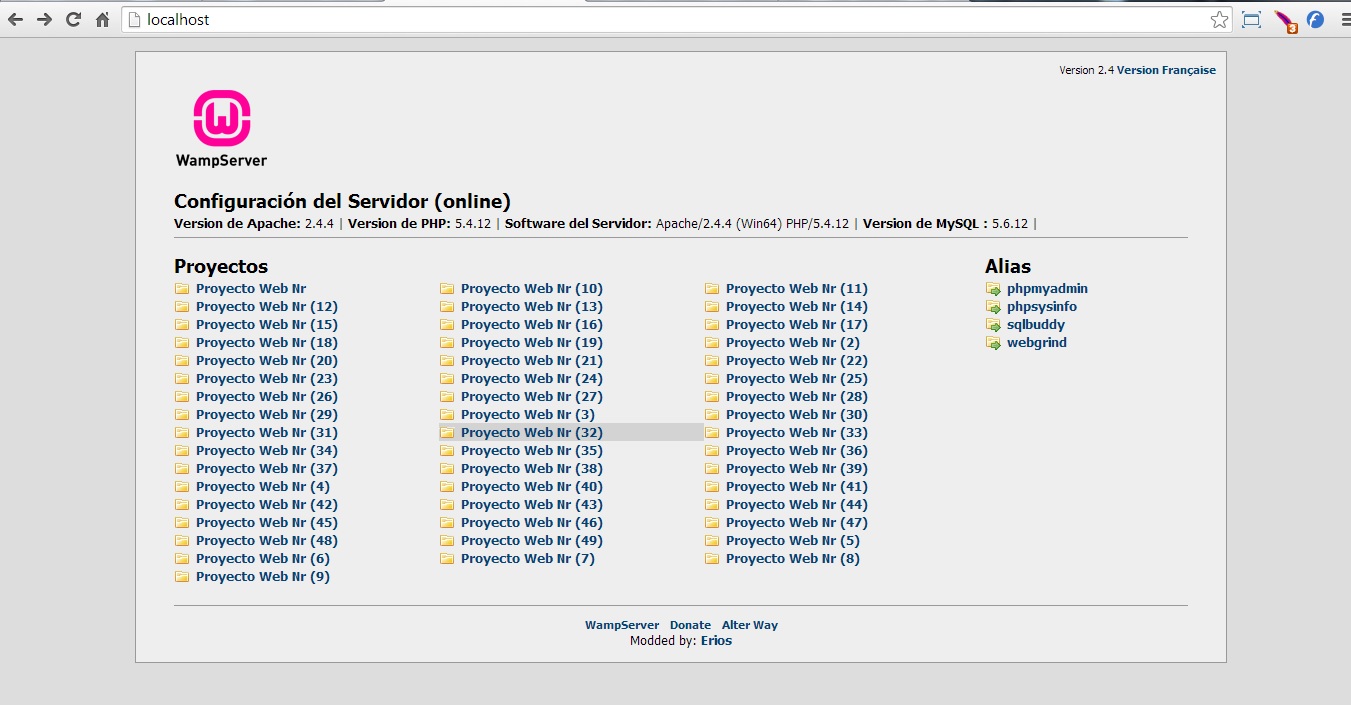 localhost
3
Version 2.4 Version Française
W
WampServer
Configuración del Servidor (online)
Version de Apache: 2.4.4 | Version de PHP: 5.4.12 | Software del Servidor: Apache/2.4.4 (Win64) PHP/5.4.12 | Version de MySQL : 5.6.12 |
Proyectos Alias
Proyecto Web Nr Proyecto Web Nr (10) Proyecto Web Nr (11) phpmyadmin
Proyecto Web Nr (12) Proyecto Web Nr (13) Proyecto Web Nr (14) phpsysinfo
Proyecto Web Nr (15) Proyecto Web Nr (16) Proyecto Web Nr (17) sqlbuddy
Proyecto Web Nr (18) Proyecto Web Nr (19) Proyecto Web Nr (2) webgrind
Proyecto Web Nr (20) Proyecto Web Nr (21) Proyecto Web Nr (22)
Proyecto Web Nr (23) Proyecto Web Nr (24) Proyecto Web Nr (25)
Proyecto Web Nr (26) Proyecto Web Nr (27) Proyecto Web Nr (28)
Proyecto Web Nr (29) Proyecto Web Nr (3) Proyecto Web Nr (30)
Proyecto Web Nr (31) Proyecto Web Nr (32) Proyecto Web Nr (33)
Proyecto Web Nr (34) Proyecto Web Nr (35) Proyecto Web Nr (36)
Proyecto Web Nr (37) Proyecto Web Nr (38) Proyecto Web Nr (39)
Proyecto Web Nr (4) Proyecto Web Nr (40) Proyecto Web Nr (41)
Proyecto Web Nr (42) Proyecto Web Nr (43) Proyecto Web Nr (44)
Proyecto Web Nr (45) Proyecto Web Nr (46) Proyecto Web Nr (47)
Proyecto Web Nr (48) Proyecto Web Nr (49) Proyecto Web Nr (5)
Proyecto Web Nr (6) Proyecto Web Nr (7) Proyecto Web Nr (8)
Proyecto Web Nr (9)
WampServer Donate Alter Way
Modded by: Erios